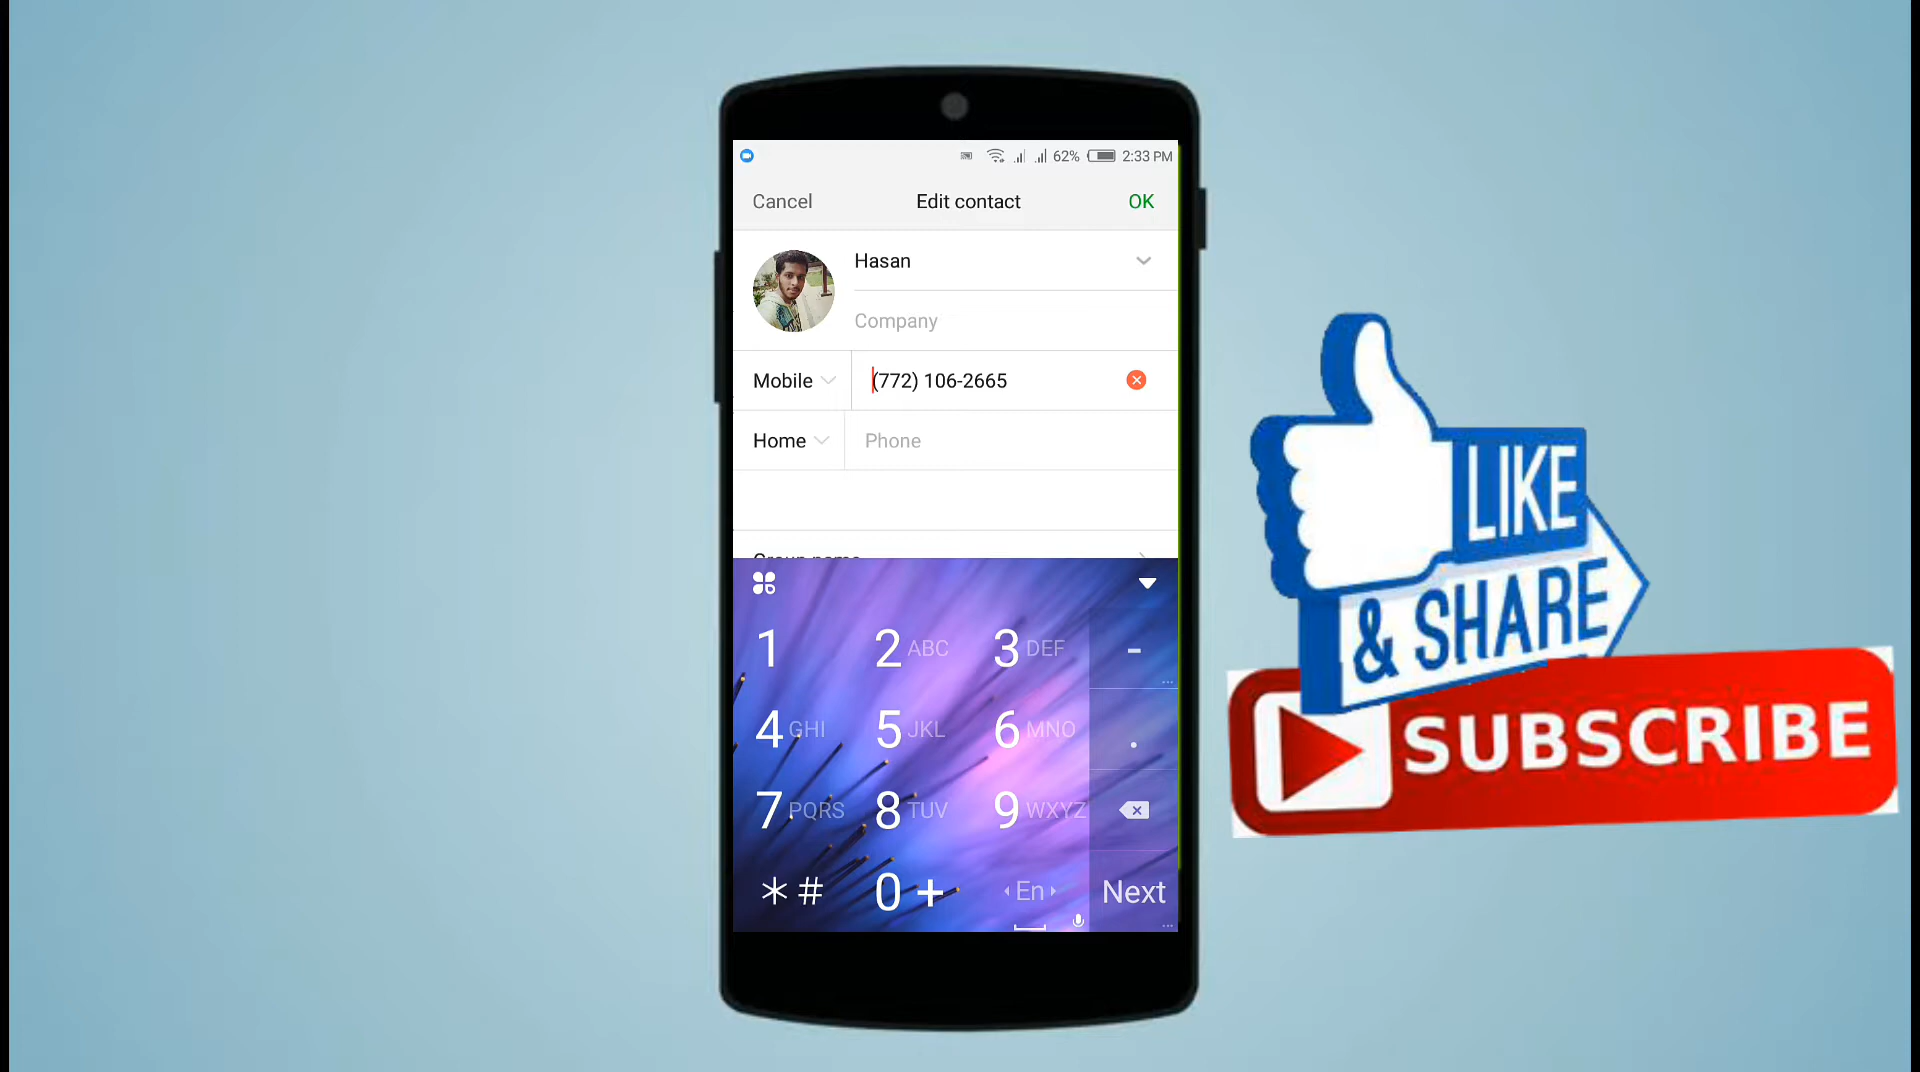 62% 2:33 PM
Cancel Edit contact OK
Hasan
Company
Mobile (772) 106-2665
Home Phone
Group name
1 2 ABC 3 DEF -
4 GHI 5 JKL 6 MNO .
7 PQRS 8 TUV 9 WXYZ
* # 0 + En Next
LIKE
& SHARE
SUBSCRIBE